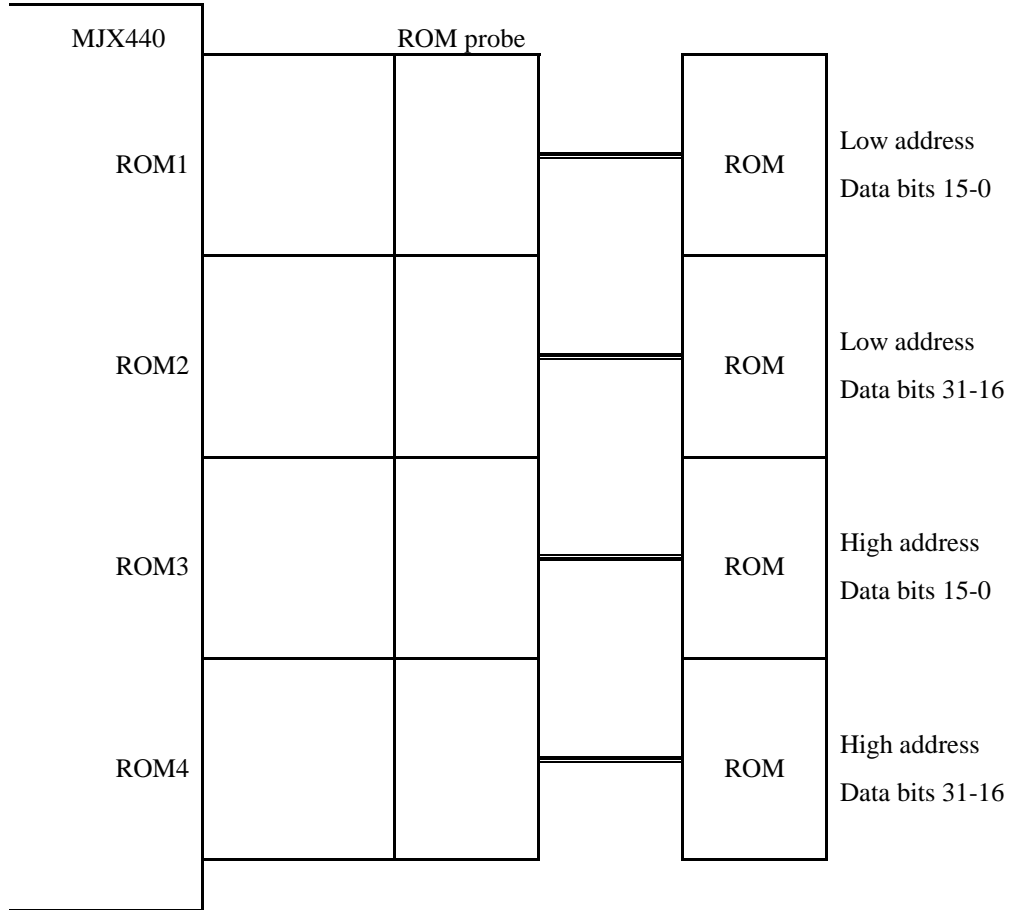 MJX440
ROM probe
ROM1
ROM
Low address
Data bits 15-0
ROM2
ROM
Low address
Data bits 31-16
ROM3
ROM
High address
Data bits 15-0
ROM4
ROM
High address
Data bits 31-16